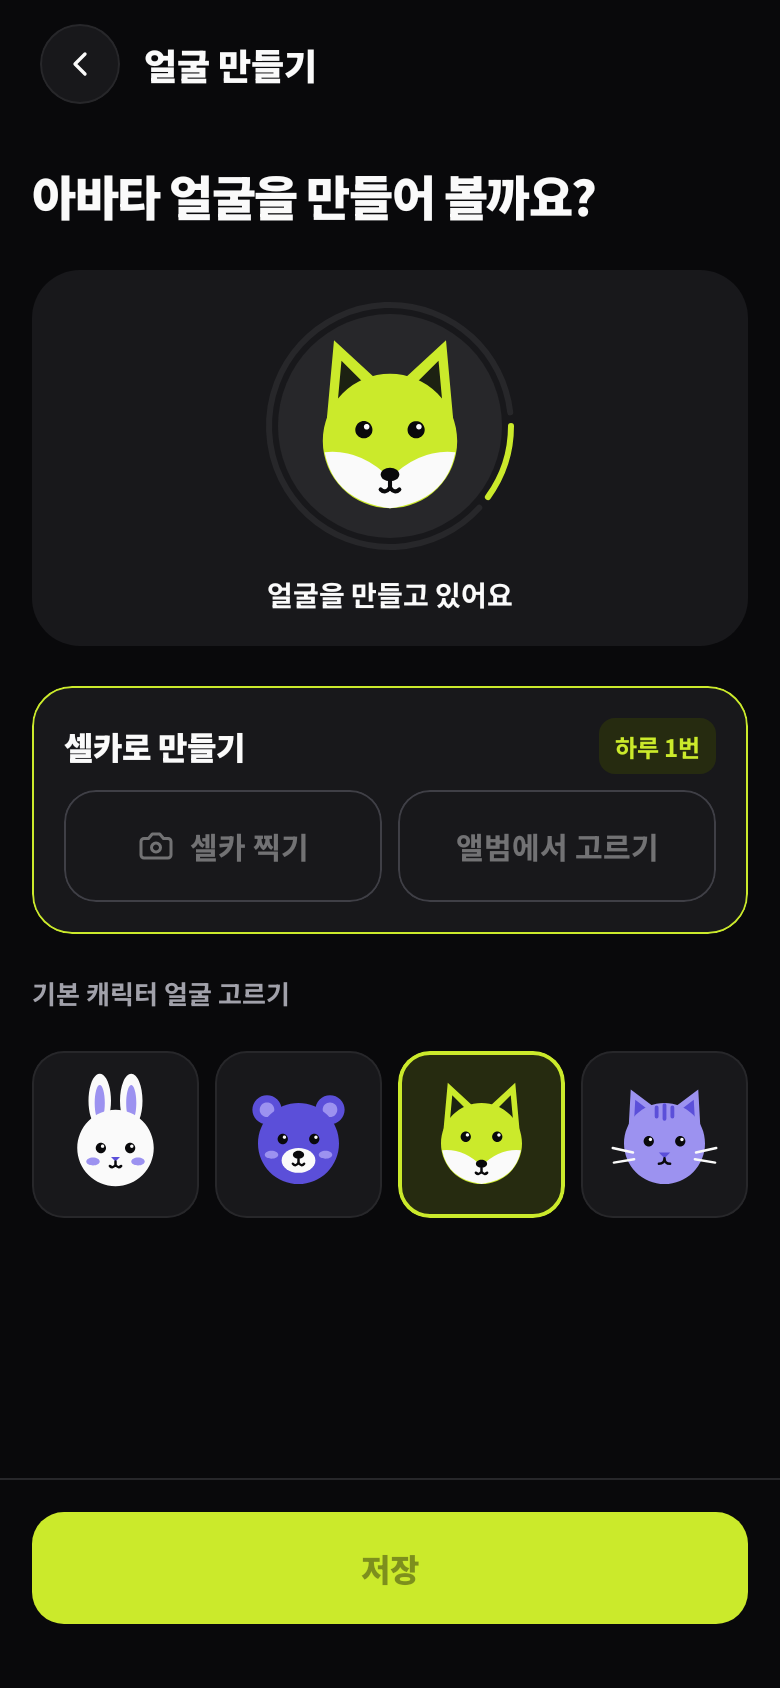 얼굴 만들기
아바타 얼굴을 만들어 볼까요?
얼굴을 만들고 있어요
셀카로 만들기
하루 1번
셀카 찍기
앨범에서 고르기
기본 캐릭터 얼굴 고르기
저장